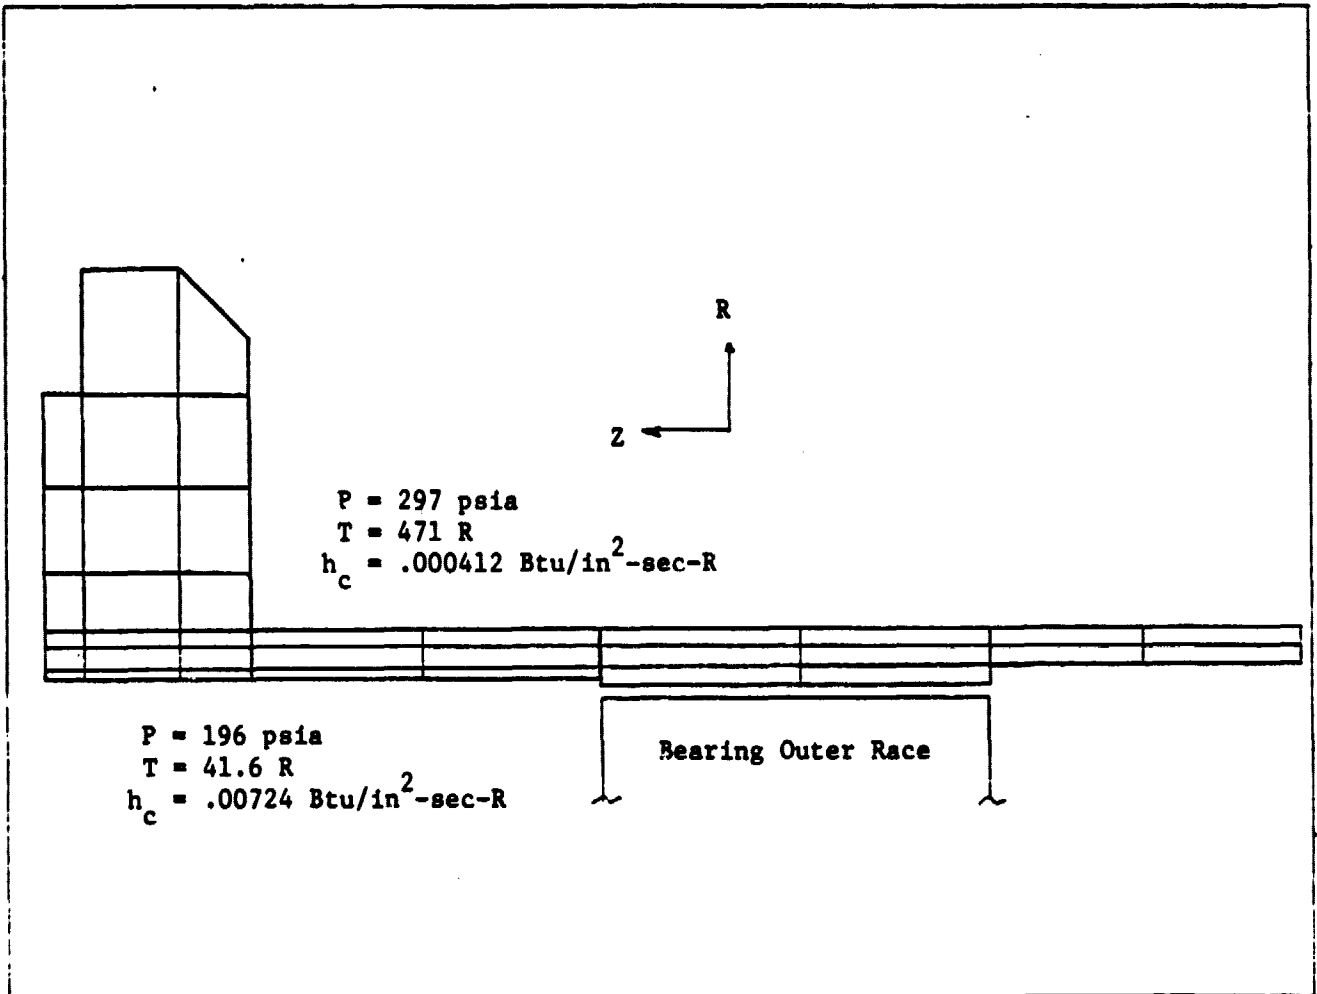 R
Z
P = 297 psia
T = 471 R
h_c = .000412 Btu/in^2-sec-R
P = 196 psia
T = 41.6 R
h_c = .00724 Btu/in^2-sec-R
Bearing Outer Race